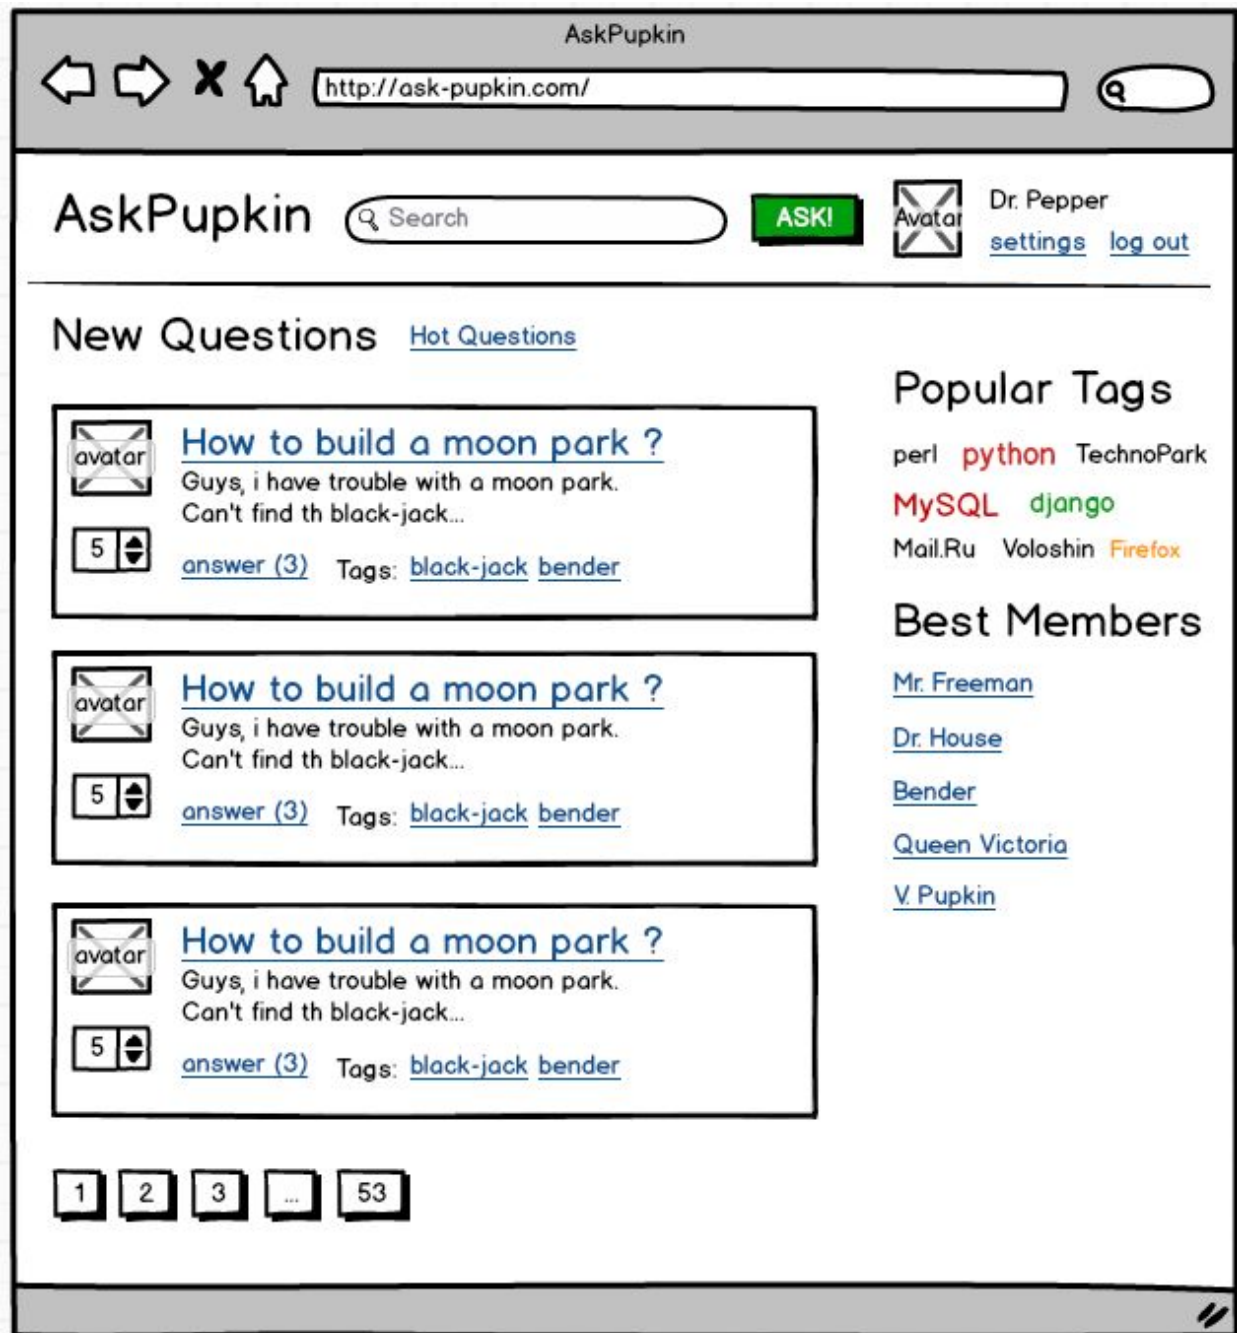 AskPupkin
http://ask-pupkin.com/
AskPupkin Search ASK! Avatar Dr. Pepper
settings log out
New Questions Hot Questions
avatar How to build a moon park ?
Guys, i have trouble with a moon park.
Can't find th black-jack...
5 answer (3) Tags: black-jack bender
avatar How to build a moon park ?
Guys, i have trouble with a moon park.
Can't find th black-jack...
5 answer (3) Tags: black-jack bender
avatar How to build a moon park ?
Guys, i have trouble with a moon park.
Can't find th black-jack...
5 answer (3) Tags: black-jack bender
1 2 3 ... 53
Popular Tags
perl python TechnoPark
MySQL django
Mail.Ru Voloshin Firefox
Best Members
Mr. Freeman
Dr. House
Bender
Queen Victoria
V. Pupkin